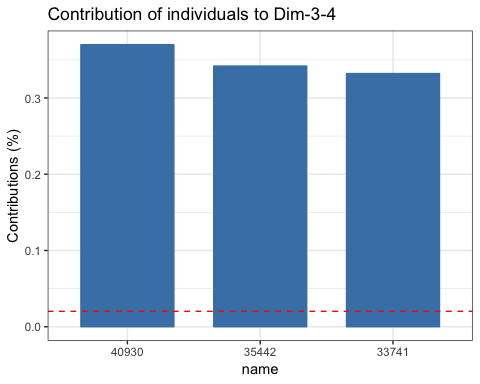 Contribution of individuals to Dim-3-4
Contributions (%)
0.3
0.2
0.1
0.0
40930 35442 33741
name